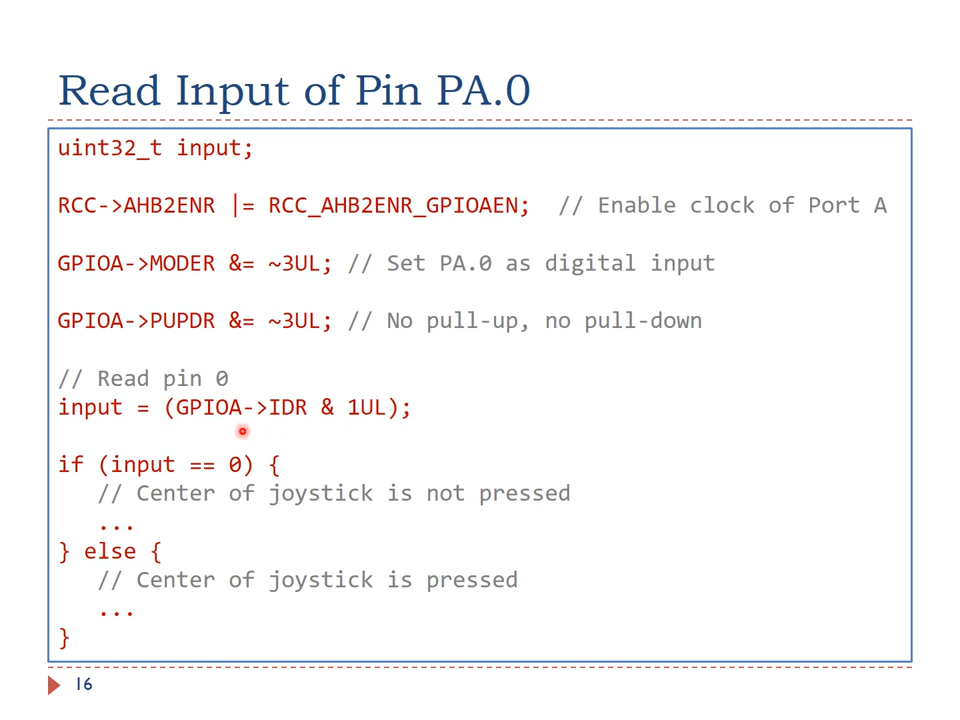 Read Input of Pin PA.0
uint32_t input;
RCC->AHB2ENR |= RCC_AHB2ENR_GPIOAEN;  // Enable clock of Port A
GPIOA->MODER &= ~3UL; // Set PA.0 as digital input
GPIOA->PUPDR &= ~3UL; // No pull-up, no pull-down
// Read pin 0
input = (GPIOA->IDR & 1UL);
if (input == 0) {
// Center of joystick is not pressed
...
} else {
// Center of joystick is pressed
...
}
16